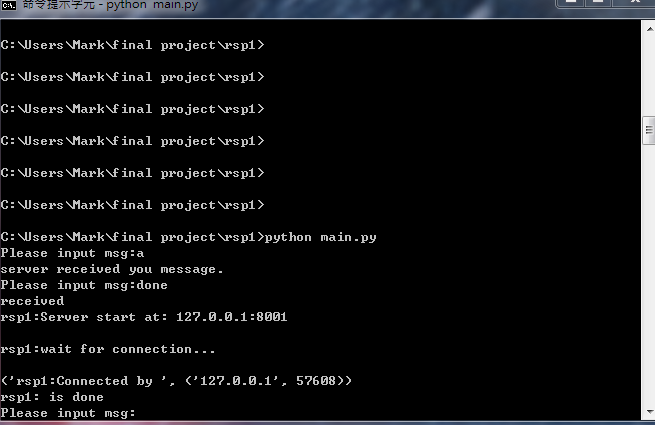 命令提示字元 - python main.py
C:\Users\Mark\final project\rsp1>
C:\Users\Mark\final project\rsp1>
C:\Users\Mark\final project\rsp1>
C:\Users\Mark\final project\rsp1>
C:\Users\Mark\final project\rsp1>
C:\Users\Mark\final project\rsp1>
C:\Users\Mark\final project\rsp1>python main.py
Please input msg:a
server received you message.
Please input msg:done
received
rsp1:Server start at: 127.0.0.1:8001
rsp1:wait for connection...
('rsp1:Connected by ', ('127.0.0.1', 57608))
rsp1: is done
Please input msg: